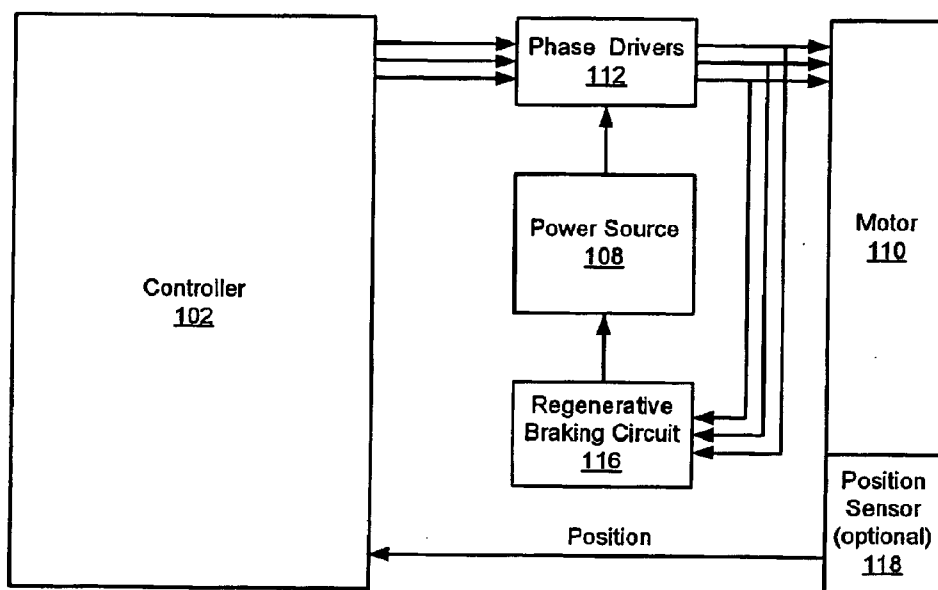 Phase Drivers
112
Power Source
108
Motor
110
Controller
102
Regenerative
Braking Circuit
116
Position
Sensor
(optional)
118
Position